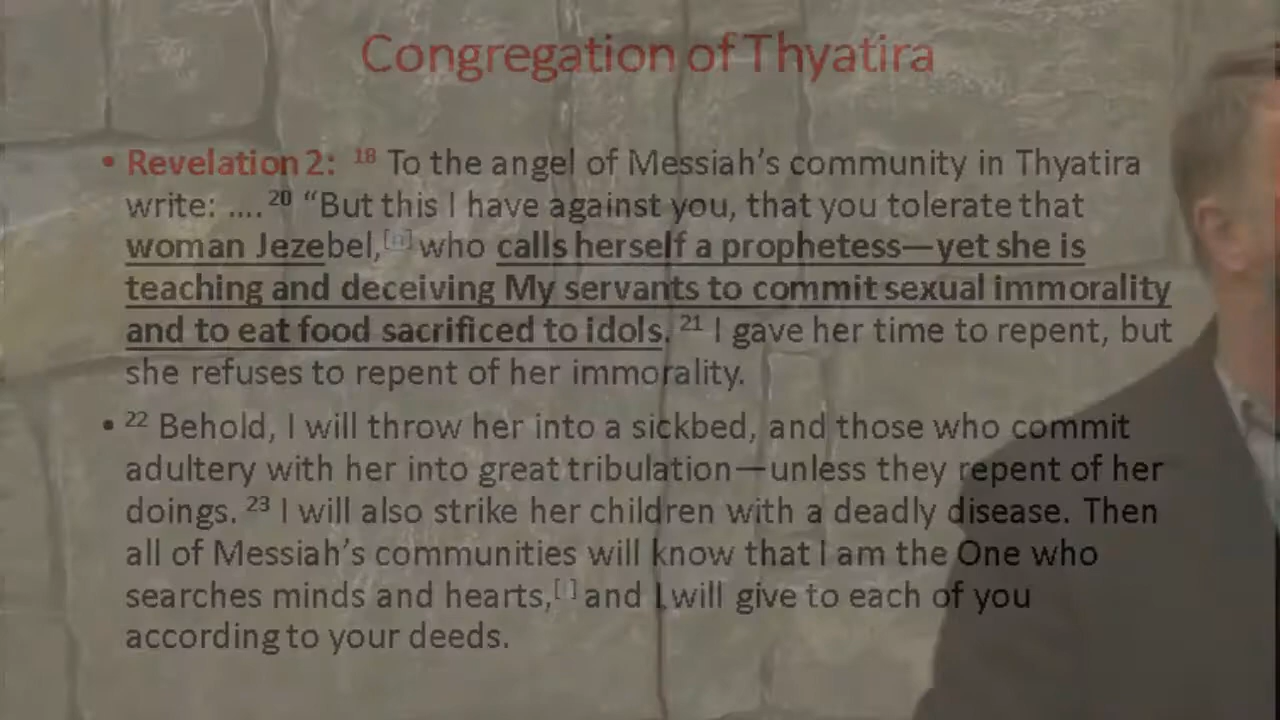 Congregation of Thyatira
• Revelation 2: 18 To the angel of Messiah's community in Thyatira
write: .... 20 “But this I have against you, that you tolerate that
woman Jezebel,[n] who calls herself a prophetess—yet she is
teaching and deceiving My servants to commit sexual immorality
and to eat food sacrificed to idols. 21 I gave her time to repent, but
she refuses to repent of her immorality.
• 22 Behold, I will throw her into a sickbed, and those who commit
adultery with her into great tribulation—unless they repent of her
doings. 23 I will also strike her children with a deadly disease. Then
all of Messiah's communities will know that I am the One who
searches minds and hearts,[ ] and I will give to each of you
according to your deeds.